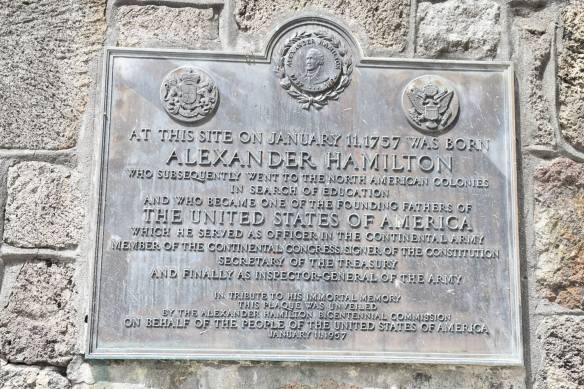 ALEXANDER HAMILTON
AT THIS SITE ON JANUARY 11, 1757 WAS BORN
ALEXANDER HAMILTON
WHO SUBSEQUENTLY WENT TO THE NORTH AMERICAN COLONIES
IN SEARCH OF EDUCATION
AND WHO BECAME ONE OF THE FOUNDING FATHERS OF
THE UNITED STATES OF AMERICA
WHICH HE SERVED AS OFFICER IN THE CONTINENTAL ARMY
MEMBER OF THE CONTINENTAL CONGRESS, SIGNER OF THE CONSTITUTION
SECRETARY OF THE TREASURY
AND FINALLY AS INSPECTOR-GENERAL OF THE ARMY
IN TRIBUTE TO HIS IMMORTAL MEMORY
THIS PLAQUE WAS UNVEILED
BY THE ALEXANDER HAMILTON BICENTENNIAL COMMISSION
ON BEHALF OF THE PEOPLE OF THE UNITED STATES OF AMERICA
JANUARY 11, 1957